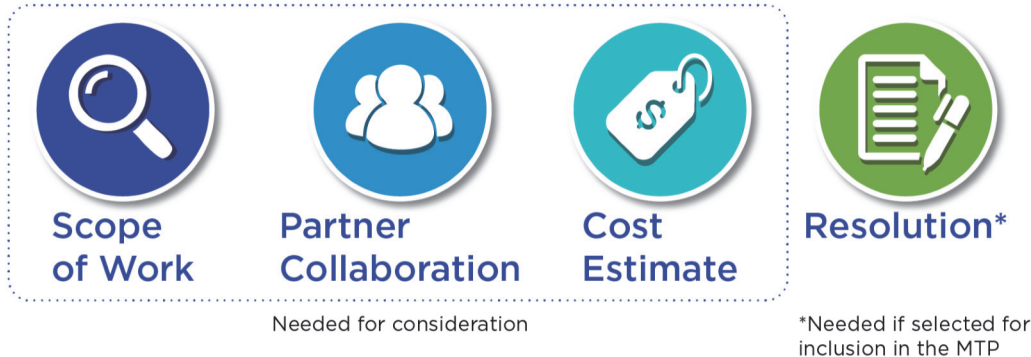 $
Scope
of Work
Partner
Collaboration
Cost
Estimate
Resolution*
Needed for consideration
*Needed if selected for
inclusion in the MTP